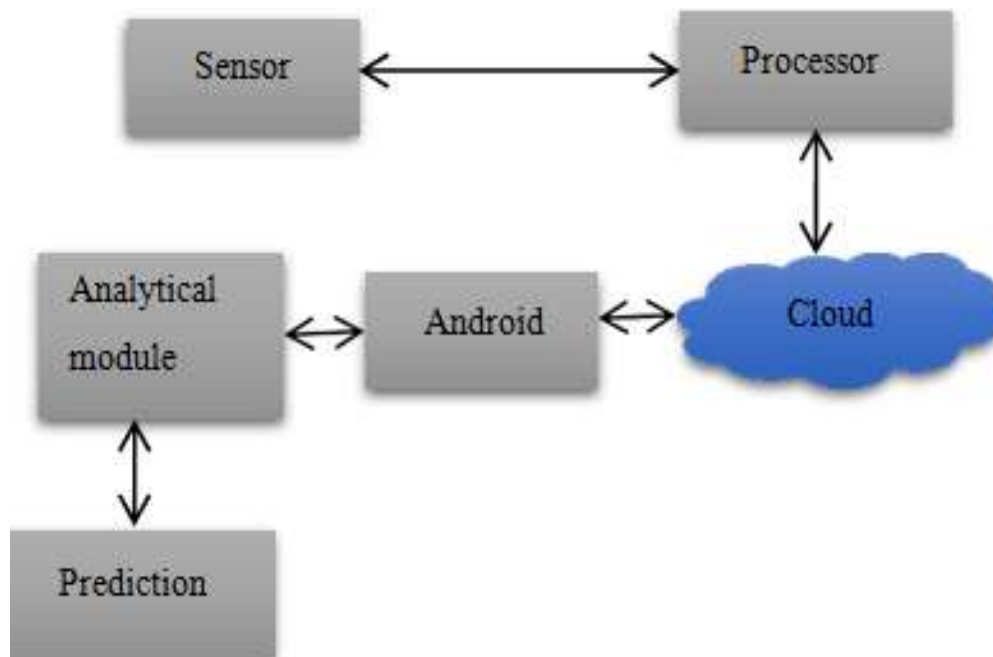 Sensor
Processor
Analytical
module
Android
Cloud
Prediction